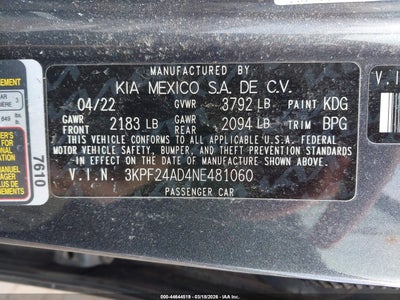 MANUFACTURED BY
KIA MEXICO S.A. DE C.V.
04/22 GVWR 3792 LB PAINT KDG
GAWR FRONT 2183 LB GAWR REAR 2094 LB TRIM BPG
THIS VEHICLE CONFORMS TO ALL APPLICABLE U.S.A. FEDERAL
MOTOR VEHICLE SAFETY, BUMPER, AND THEFT PREVENTION STANDARDS
IN EFFECT ON THE DATE OF MANUFACTURE SHOWN ABOVE.
V.I.N. 3KPF24AD4NE481060
PASSENGER CAR
7610
V.I
000-44644519 - 03/18/2026 - IAAI.COM